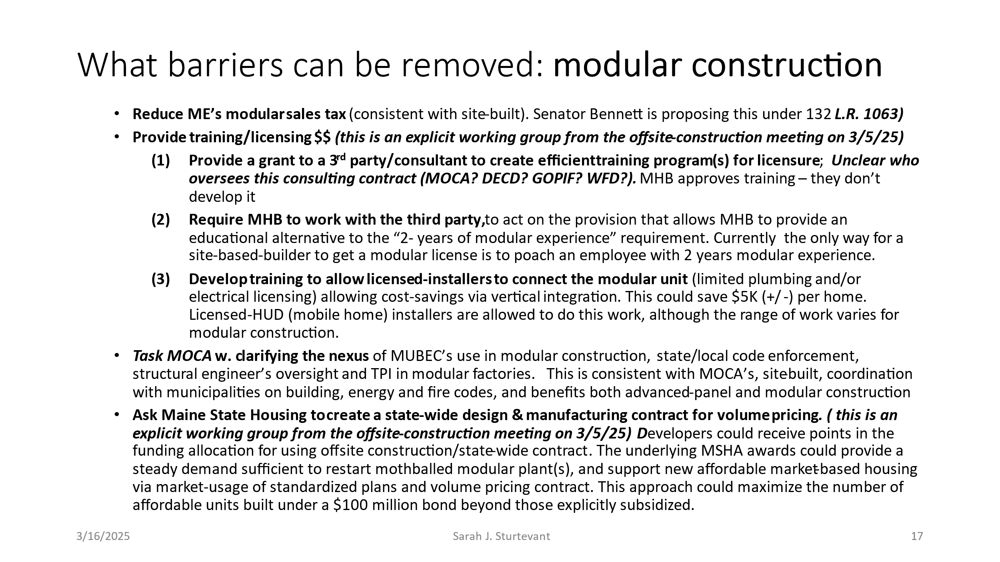 What barriers can be removed: modular construction
• Reduce ME’s modular sales tax (consistent with site-built). Senator Bennett is proposing this under 132 L.R. 1063)
• Provide training/licensing $$ (this is an explicit working group from the offsite-construction meeting on 3/5/25)
(1) Provide a grant to a 3rd party/consultant to create efficient training program(s) for licensure; Unclear who
oversees this consulting contract (MOCA? DECD? GOPIF? WFD?). MHB approves training – they don’t
develop it
(2) Require MHB to work with the third party, to act on the provision that allows MHB to provide an
educational alternative to the “2- years of modular experience” requirement. Currently the only way for a
site-based-builder to get a modular license is to poach an employee with 2 years modular experience.
(3) Develop training to allow licensed-installers to connect the modular unit (limited plumbing and/or
electrical licensing) allowing cost-savings via vertical integration. This could save $5K (+/-) per home.
Licensed-HUD (mobile home) installers are allowed to do this work, although the range of work varies for
modular construction.
• Task MOCA w. clarifying the nexus of MUBEC’s use in modular construction, state/local code enforcement,
structural engineer’s oversight and TPI in modular factories. This is consistent with MOCA’s, site-built, coordination
with municipalities on building, energy and fire codes, and benefits both advanced-panel and modular construction
• Ask Maine State Housing to create a state-wide design & manufacturing contract for volume pricing. ( this is an
explicit working group from the offsite-construction meeting on 3/5/25) Developers could receive points in the
funding allocation for using offsite construction/state-wide contract. The underlying MSHA awards could provide a
steady demand sufficient to restart mothballed modular plant(s), and support new affordable market-based housing
via market-usage of standardized plans and volume pricing contract. This approach could maximize the number of
affordable units built under a $100 million bond beyond those explicitly subsidized.
3/16/2025
Sarah J. Sturtevant
17